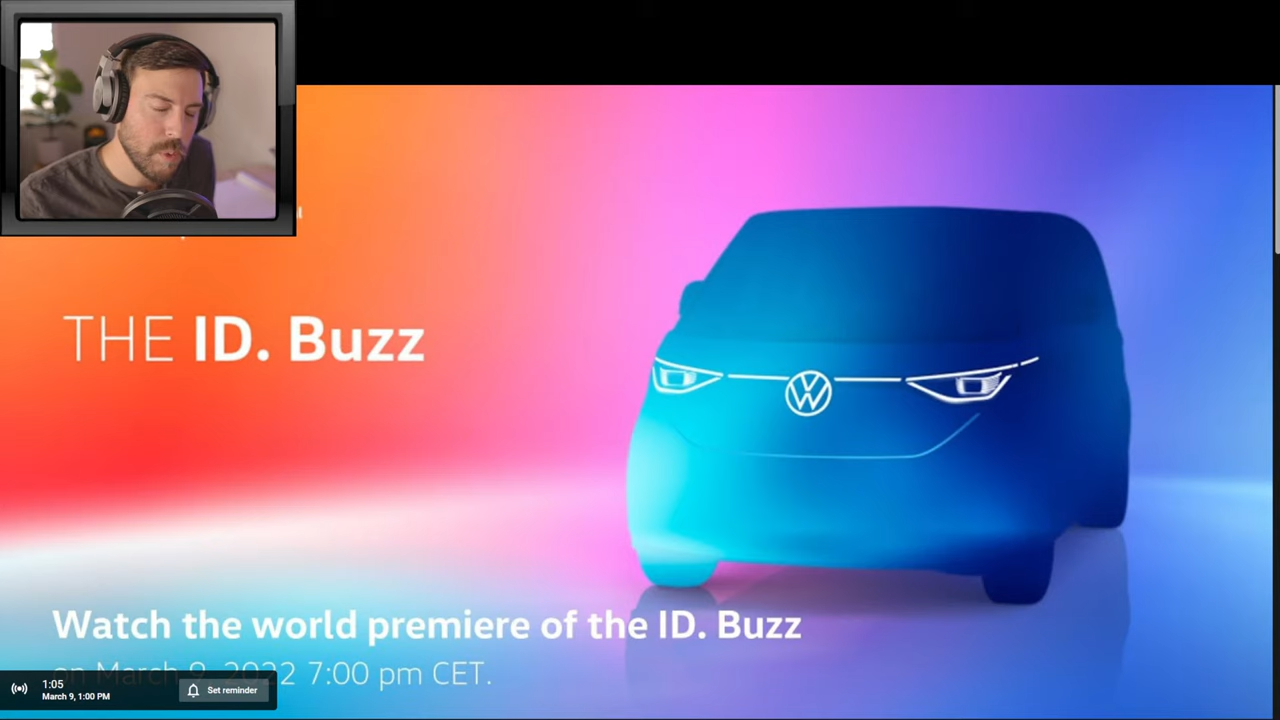 THE ID. Buzz
Watch the world premiere of the ID. Buzz
on March 9, 2022 7:00 pm CET.
1:05
March 9, 1:00 PM
Set reminder